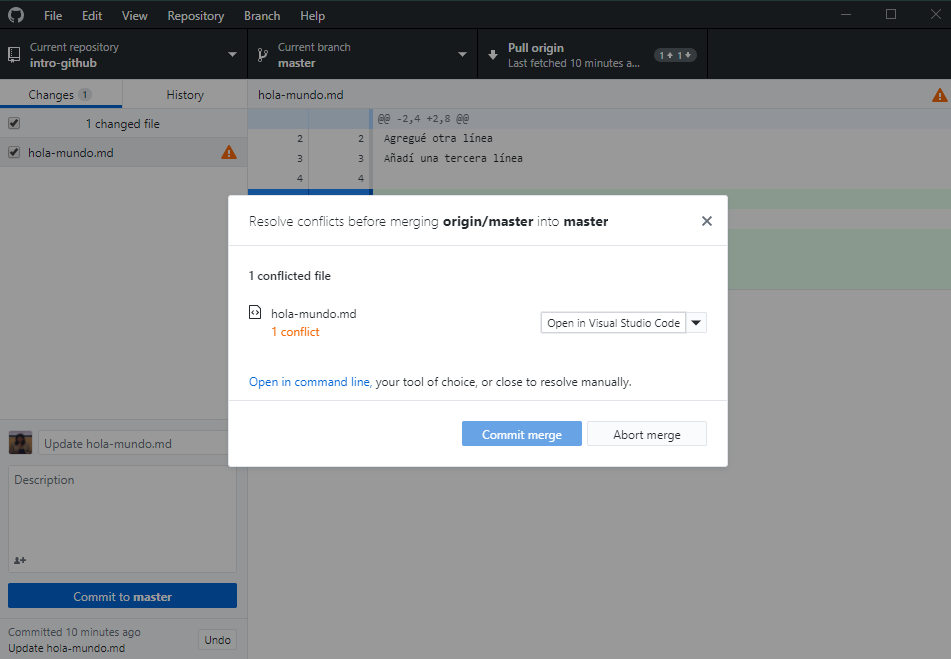 File Edit View Repository Branch Help
Current repository
intro-github
Current branch
master
Pull origin
Last fetched 10 minutes a...
1 1
Changes 1 History
1 changed file
hola-mundo.md
hola-mundo.md
@@ -2,4 +2,8 @@
2 2 Agregué otra línea
3 3 Añadí una tercera línea
4 4
Resolve conflicts before merging origin/master into master
1 conflicted file
hola-mundo.md
1 conflict
Open in Visual Studio Code
Open in command line, your tool of choice, or close to resolve manually.
Commit merge Abort merge
Update hola-mundo.md
Description
Commit to master
Committed 10 minutes ago
Update hola-mundo.md
Undo